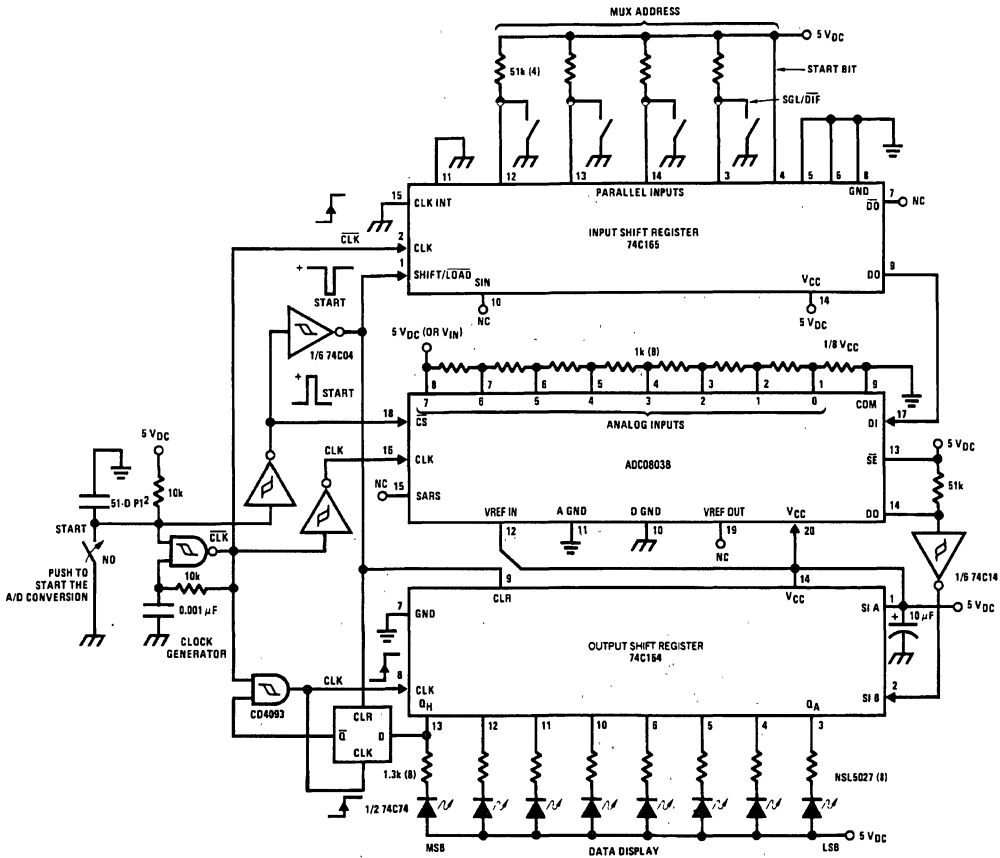 MUX ADDRESS
5 VDC
51k (4)
START BIT
SGL/DIF
11
12
13
14
3
4
5
6
8
PARALLEL INPUTS
GND
7
DO
NC
15
CLK INT
INPUT SHIFT REGISTER
74C165
CLK
2
CLK
1
SHIFT/LOAD
9
DO
+
START
SIN
VCC
10
NC
14
5 VDC
1/6 74C04
5 VDC (OR VIN)
1k (8)
1/8 VCC
+
START
8
7
6
5
4
3
2
1
9
7
6
5
4
3
2
1
0
COM
18
CS
ANALOG INPUTS
DI
17
CLK
16
CLK
ADC08038
SE
13
5 VDC
5 VDC
NC
15
SARS
51k
10k
51-D P1²
DO
14
VREF IN
A GND
D GND
VREF OUT
VCC
12
11
10
19
20
NC
START
CLK
NO
PUSH TO
START THE
A/D CONVERSION
10k
1/6 74C14
0.001 µF
CLOCK
GENERATOR
9
CLR
14
VCC
7
GND
SI A
1
5 VDC
+
10 µF
OUTPUT SHIFT REGISTER
74C164
CLK
8
CLK
CD4093
QH
QA
SI B
2
CLR
Q
D
CLK
13
12
11
10
6
5
4
3
1.3k (8)
NSL5027 (8)
1/2 74C74
MSB
DATA DISPLAY
LSB
5 VDC